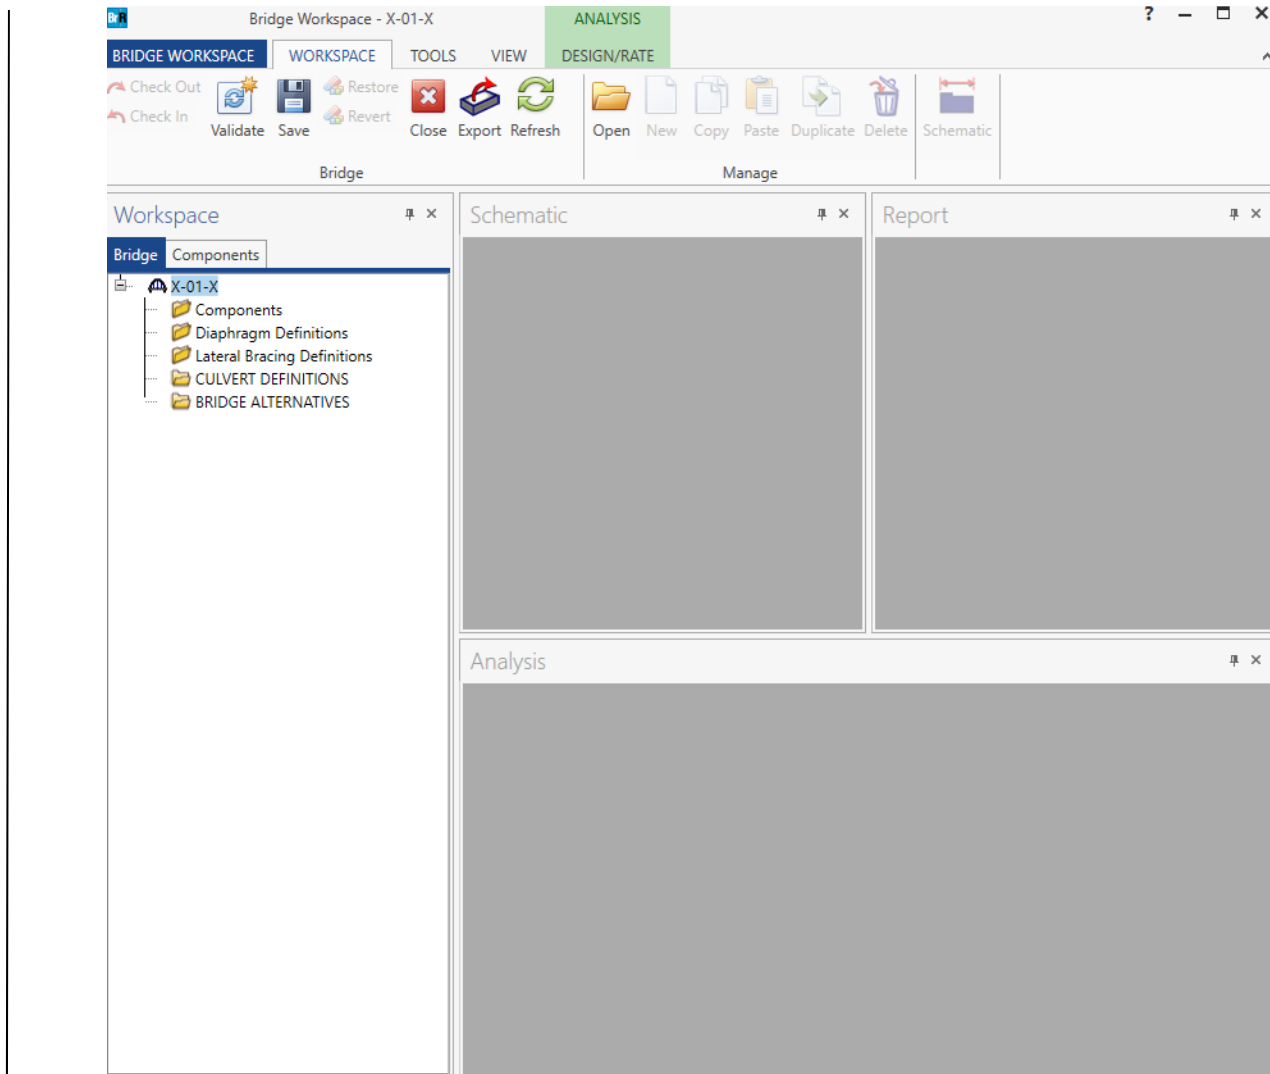 BrR
Bridge Workspace - X-01-X
ANALYSIS
?
BRIDGE WORKSPACE
WORKSPACE
TOOLS
VIEW
DESIGN/RATE
Check Out
Check In
Validate
Save
Restore
Revert
Close
Export
Refresh
Open
New
Copy
Paste
Duplicate
Delete
Schematic
Bridge
Manage
Workspace
Bridge
Components
X-01-X
Components
Diaphragm Definitions
Lateral Bracing Definitions
CULVERT DEFINITIONS
BRIDGE ALTERNATIVES
Schematic
Report
Analysis